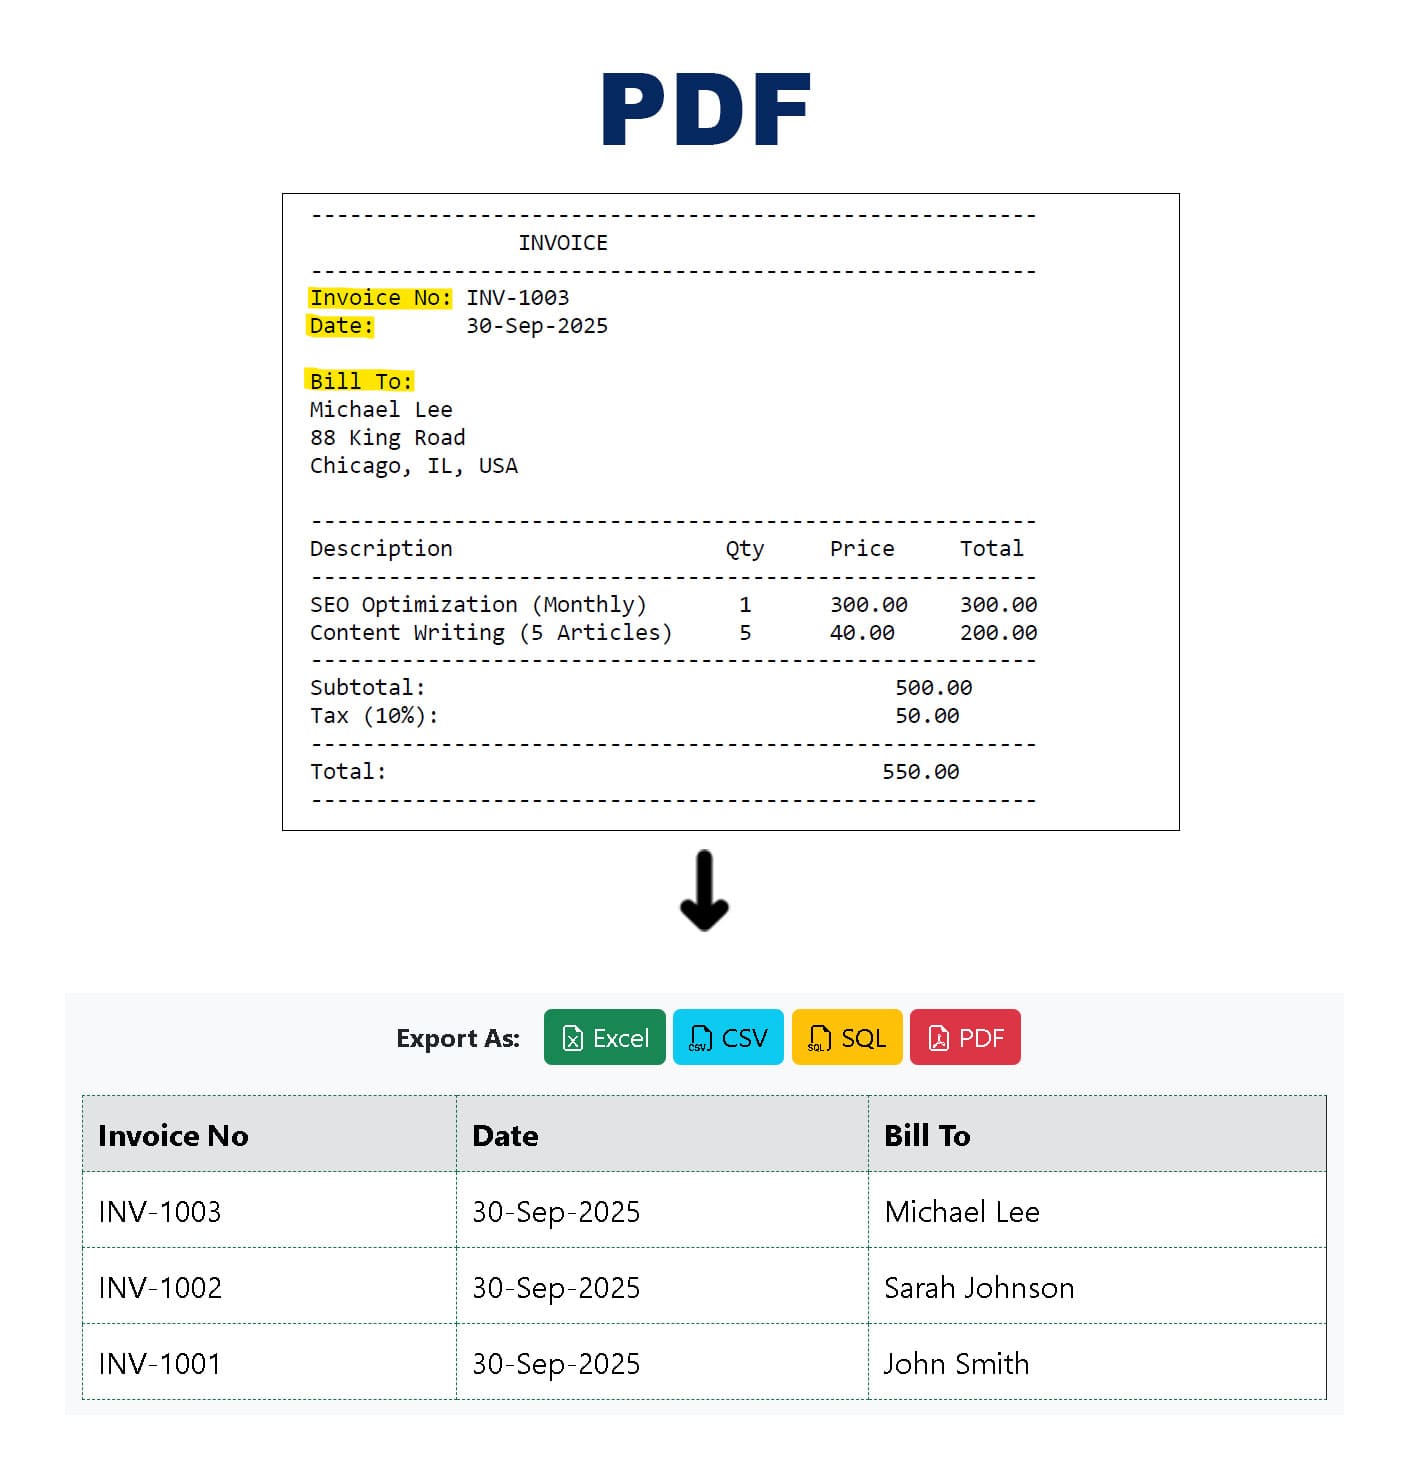 PDF
--------------------------------------------------------
INVOICE
--------------------------------------------------------
Invoice No: INV-1003
Date: 30-Sep-2025
Bill To:
Michael Lee
88 King Road
Chicago, IL, USA
--------------------------------------------------------
Description Qty Price Total
--------------------------------------------------------
SEO Optimization (Monthly) 1 300.00 300.00
Content Writing (5 Articles) 5 40.00 200.00
--------------------------------------------------------
Subtotal: 500.00
Tax (10%): 50.00
--------------------------------------------------------
Total: 550.00
--------------------------------------------------------
Export As: Excel CSV CSV SQL SQL PDF
Invoice No Date Bill To
INV-1003 30-Sep-2025 Michael Lee
INV-1002 30-Sep-2025 Sarah Johnson
INV-1001 30-Sep-2025 John Smith